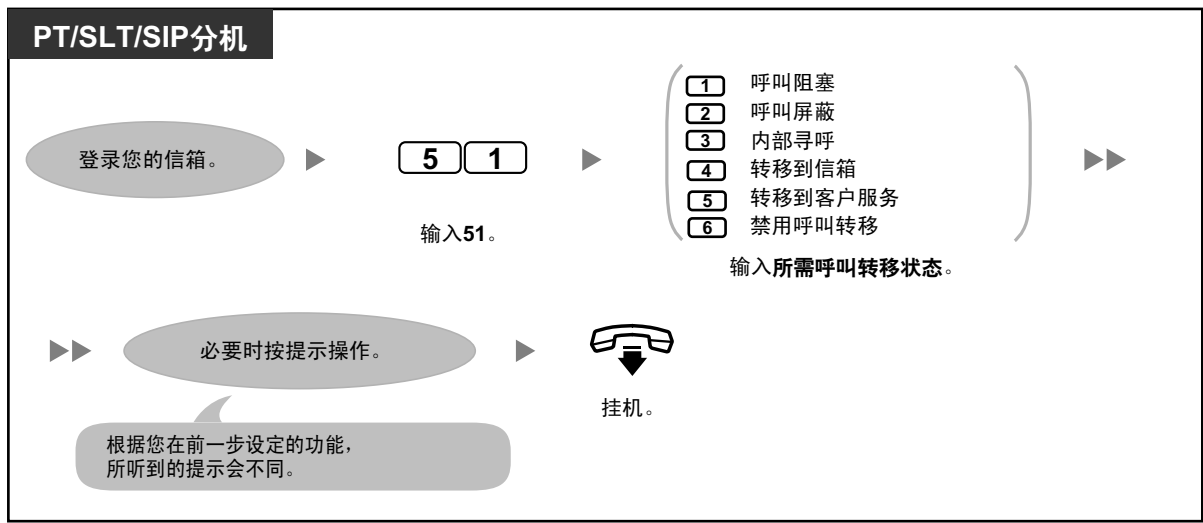 PT/SLT/SIP分机
登录您的信箱。
5 1
输入51。
1 呼叫阻塞
2 呼叫屏蔽
3 内部寻呼
4 转移到信箱
5 转移到客户服务
6 禁用呼叫转移
输入所需呼叫转移状态。
必要时按提示操作。
挂机。
根据您在前一步设定的功能，
所听到的提示会不同。